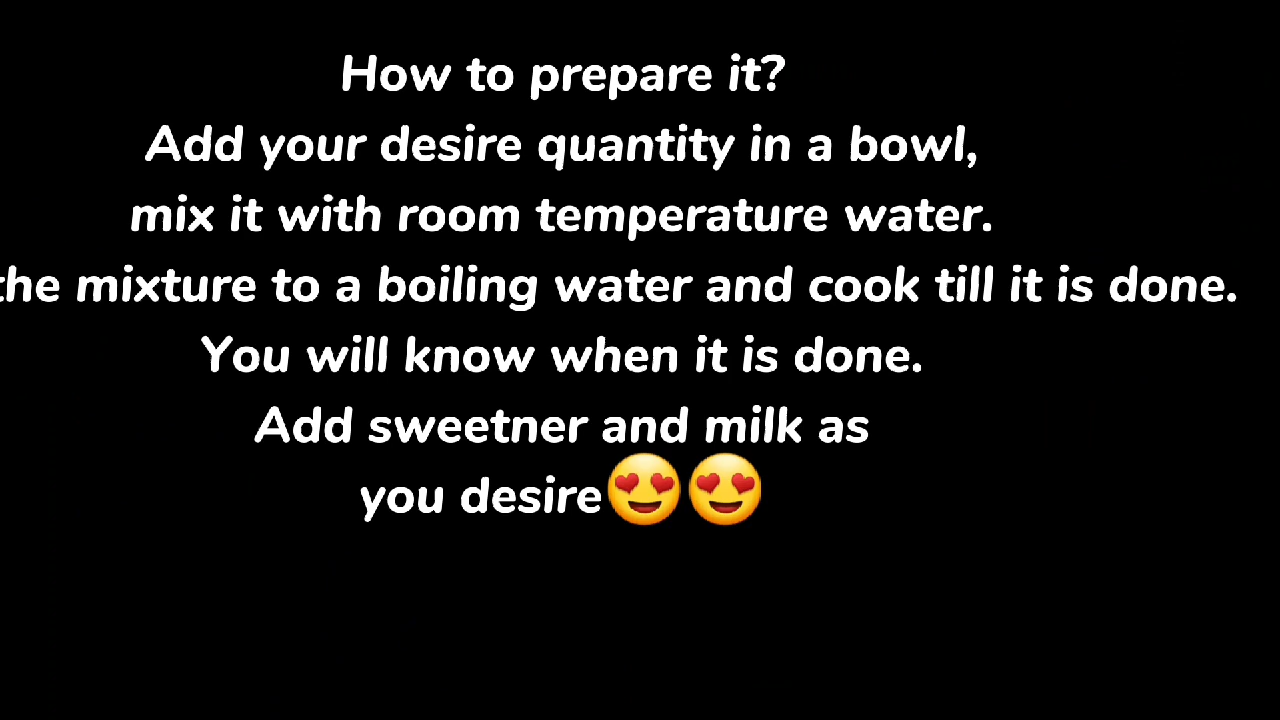 How to prepare it?
Add your desire quantity in a bowl,
mix it with room temperature water.
the mixture to a boiling water and cook till it is done.
You will know when it is done.
Add sweetner and milk as
you desire😍😍